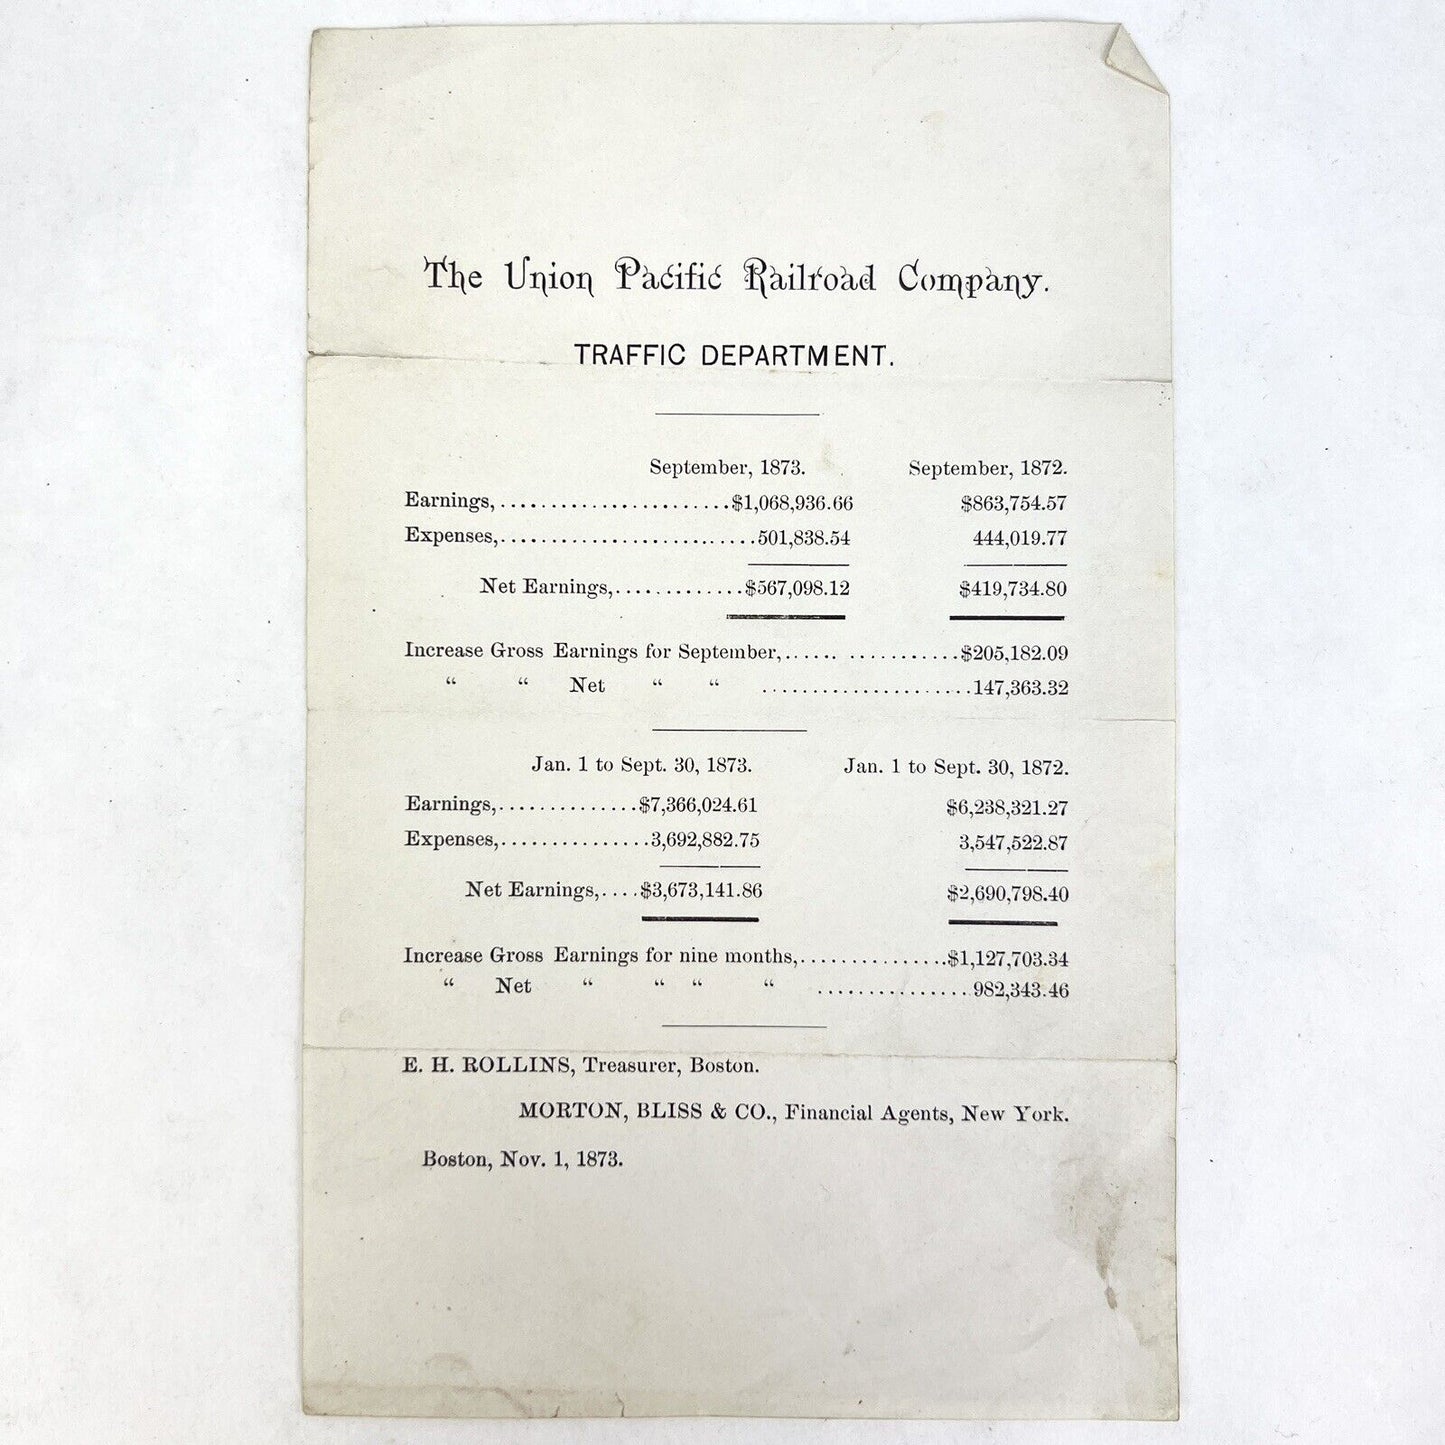 The Union Pacific Railroad Company.
TRAFFIC DEPARTMENT.
September, 1873. September, 1872.
Earnings,.......................$1,068,936.66 $863,754.57
Expenses,.........................501,838.54 444,019.77
Net Earnings,.............$567,098.12 $419,734.80
Increase Gross Earnings for September,...... ...........$205,182.09
“ “ Net “ “ .....................147,363.32
Jan. 1 to Sept. 30, 1873. Jan. 1 to Sept. 30, 1872.
Earnings,..............$7,366,024.61 $6,238,321.27
Expenses,...............3,692,882.75 3,547,522.87
Net Earnings,....$3,673,141.86 $2,690,798.40
Increase Gross Earnings for nine months,...............$1,127,703.34
“ Net “ “ “ “ ................982,343.46
E. H. ROLLINS, Treasurer, Boston.
MORTON, BLISS & CO., Financial Agents, New York.
Boston, Nov. 1, 1873.